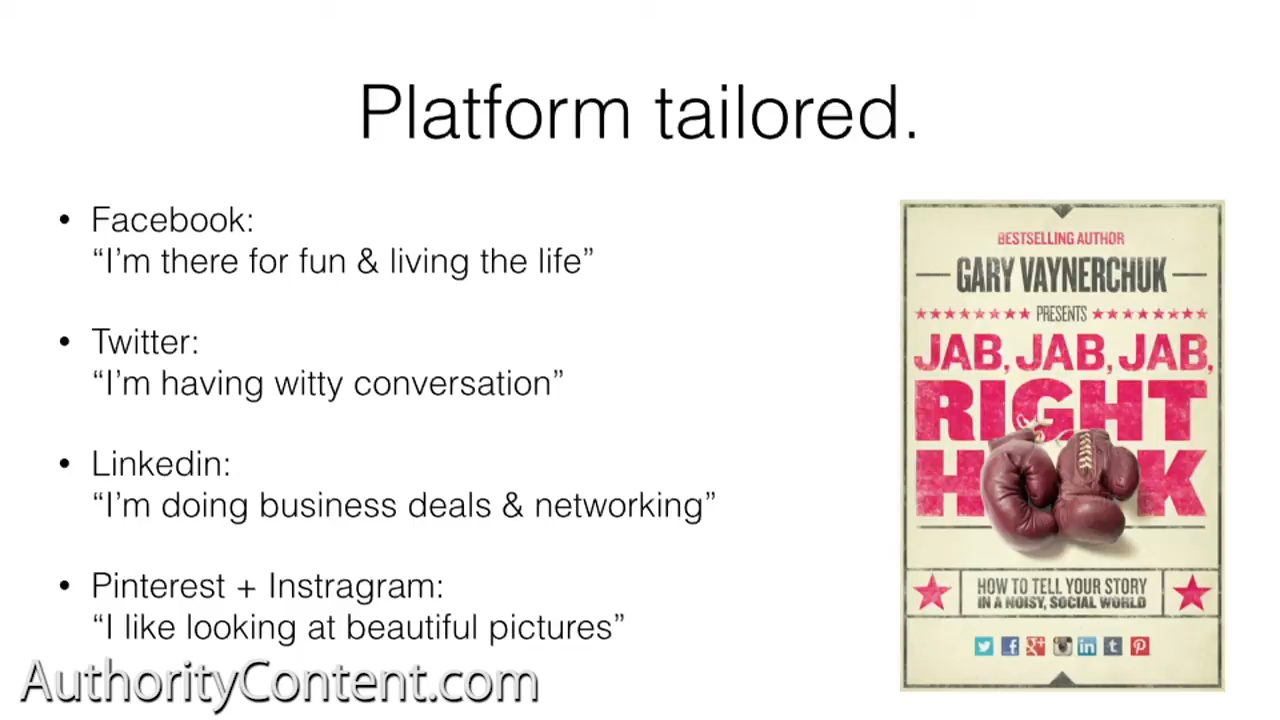 Platform tailored.
• Facebook:
“I’m there for fun & living the life”
• Twitter:
“I’m having witty conversation”
• Linkedin:
“I’m doing business deals & networking”
• Pinterest + Instragram:
“I like looking at beautiful pictures”
AuthorityContent.com
BESTSELLING AUTHOR
GARY VAYNERCHUK
PRESENTS
JAB, JAB, JAB,
RIGHT
HOOK
HOW TO TELL YOUR STORY
IN A NOISY, SOCIAL WORLD